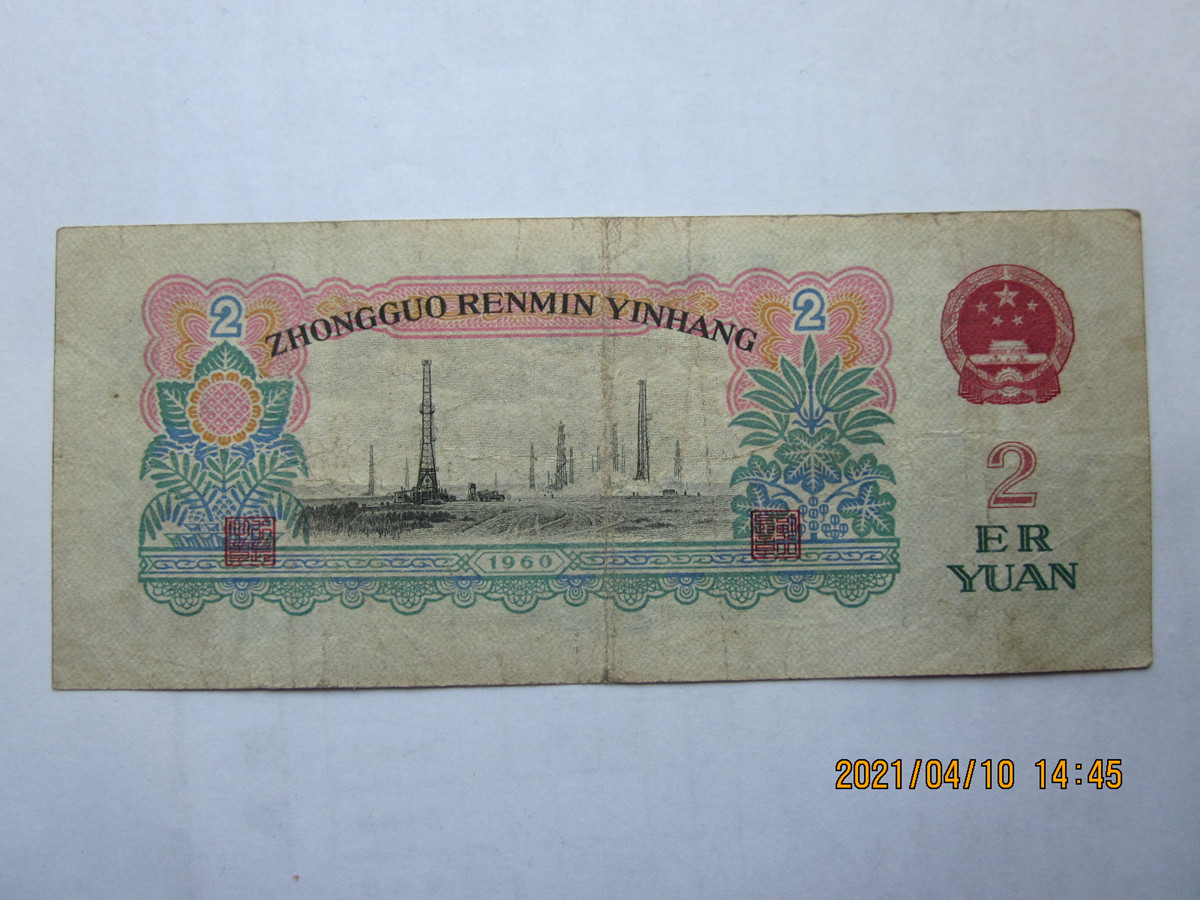 2
2
ZHONGGUO RENMIN YINHANG
2
ER
YUAN
1960
2021/04/10 14:45